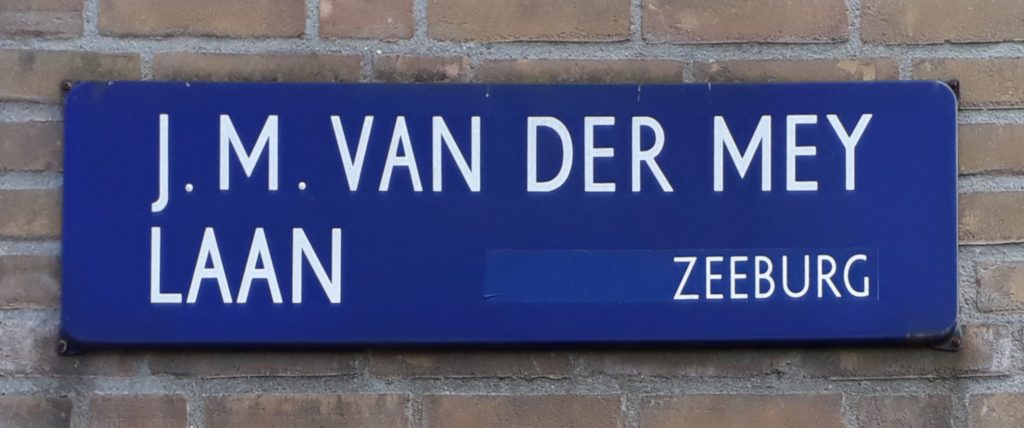 J.M. VAN DER MEY
LAAN
ZEEBURG